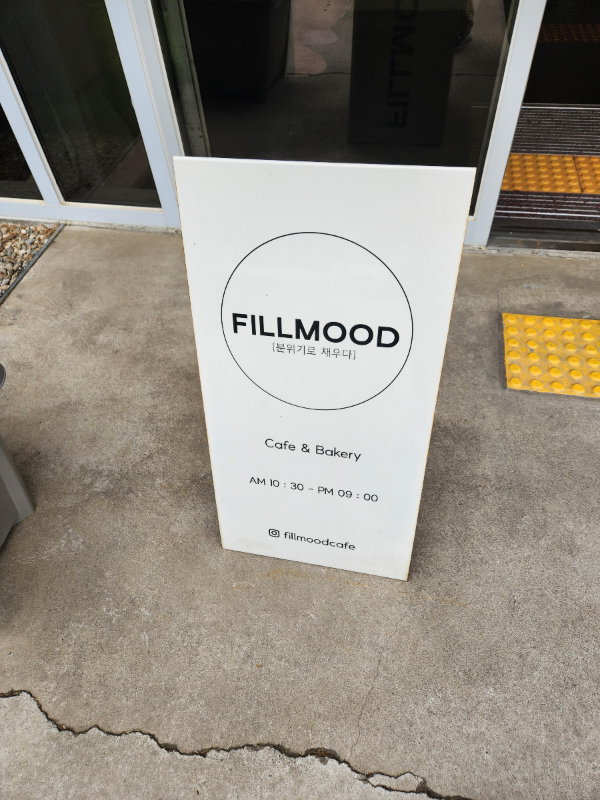 FILLMOOD
[분위기로 채우다]
Cafe & Bakery
AM 10 : 30 - PM 09 : 00
fillmoodcafe